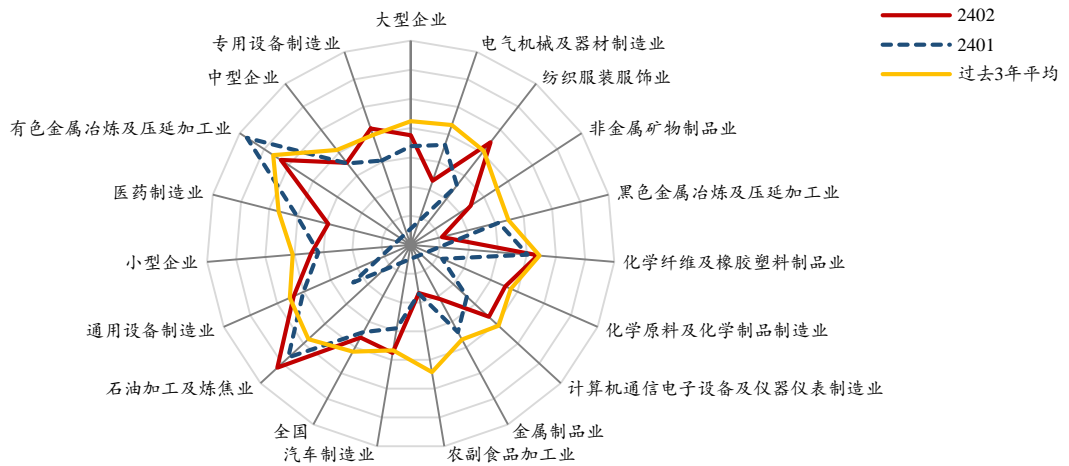 2402
2401
过去3年平均
大型企业
电气机械及器材制造业
纺织服装服饰业
非金属矿物制品业
黑色金属冶炼及压延加工业
化学纤维及橡胶塑料制品业
化学原料及化学制品制造业
计算机通信电子设备及仪器仪表制造业
金属制品业
农副食品加工业
汽车制造业
全国
石油加工及炼焦业
通用设备制造业
小型企业
医药制造业
有色金属冶炼及压延加工业
中型企业
专用设备制造业